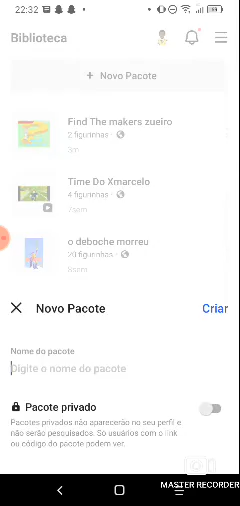 22:32
Biblioteca
+ Novo Pacote
Find The makers zueiro
2 figurinhas
Time Do Xmarcelo
4 figurinhas
o deboche morreu
20 figurinhas
Novo Pacote
Criar
Nome do pacote
Digite o nome do pacote
Pacote privado
Pacotes privados não aparecerão no seu perfil e
não serão pesquisados. So usuários com o link
ou código do pacote podem ver.
MASTER RECORDER